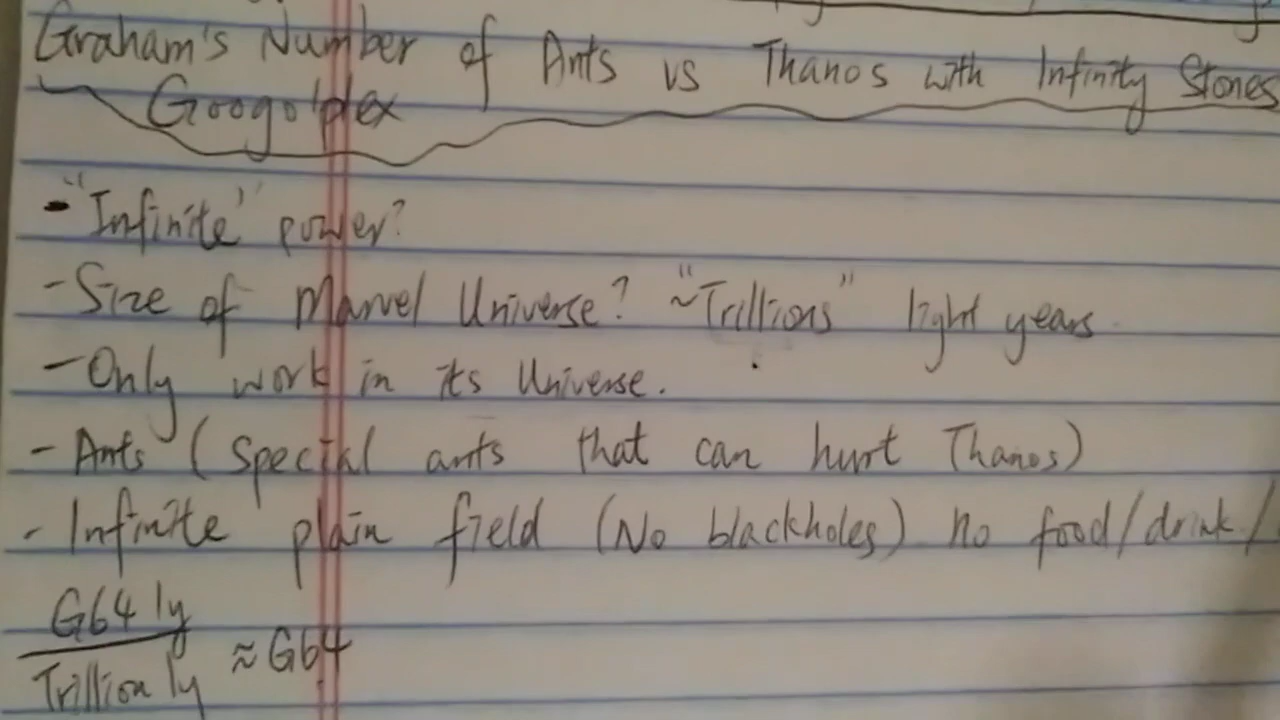 Graham's Number of Ants vs Thanos with Infinity Stones
Googolplex
- "Infinite" power?
- Size of Marvel Universe? ~"Trillions" light years
- Only work in its Universe.
- Ants (special ants that can hurt Thanos)
- Infinite plain field (No blackholes) no food/drink/
G64 ly
≈ G64
Trillion ly